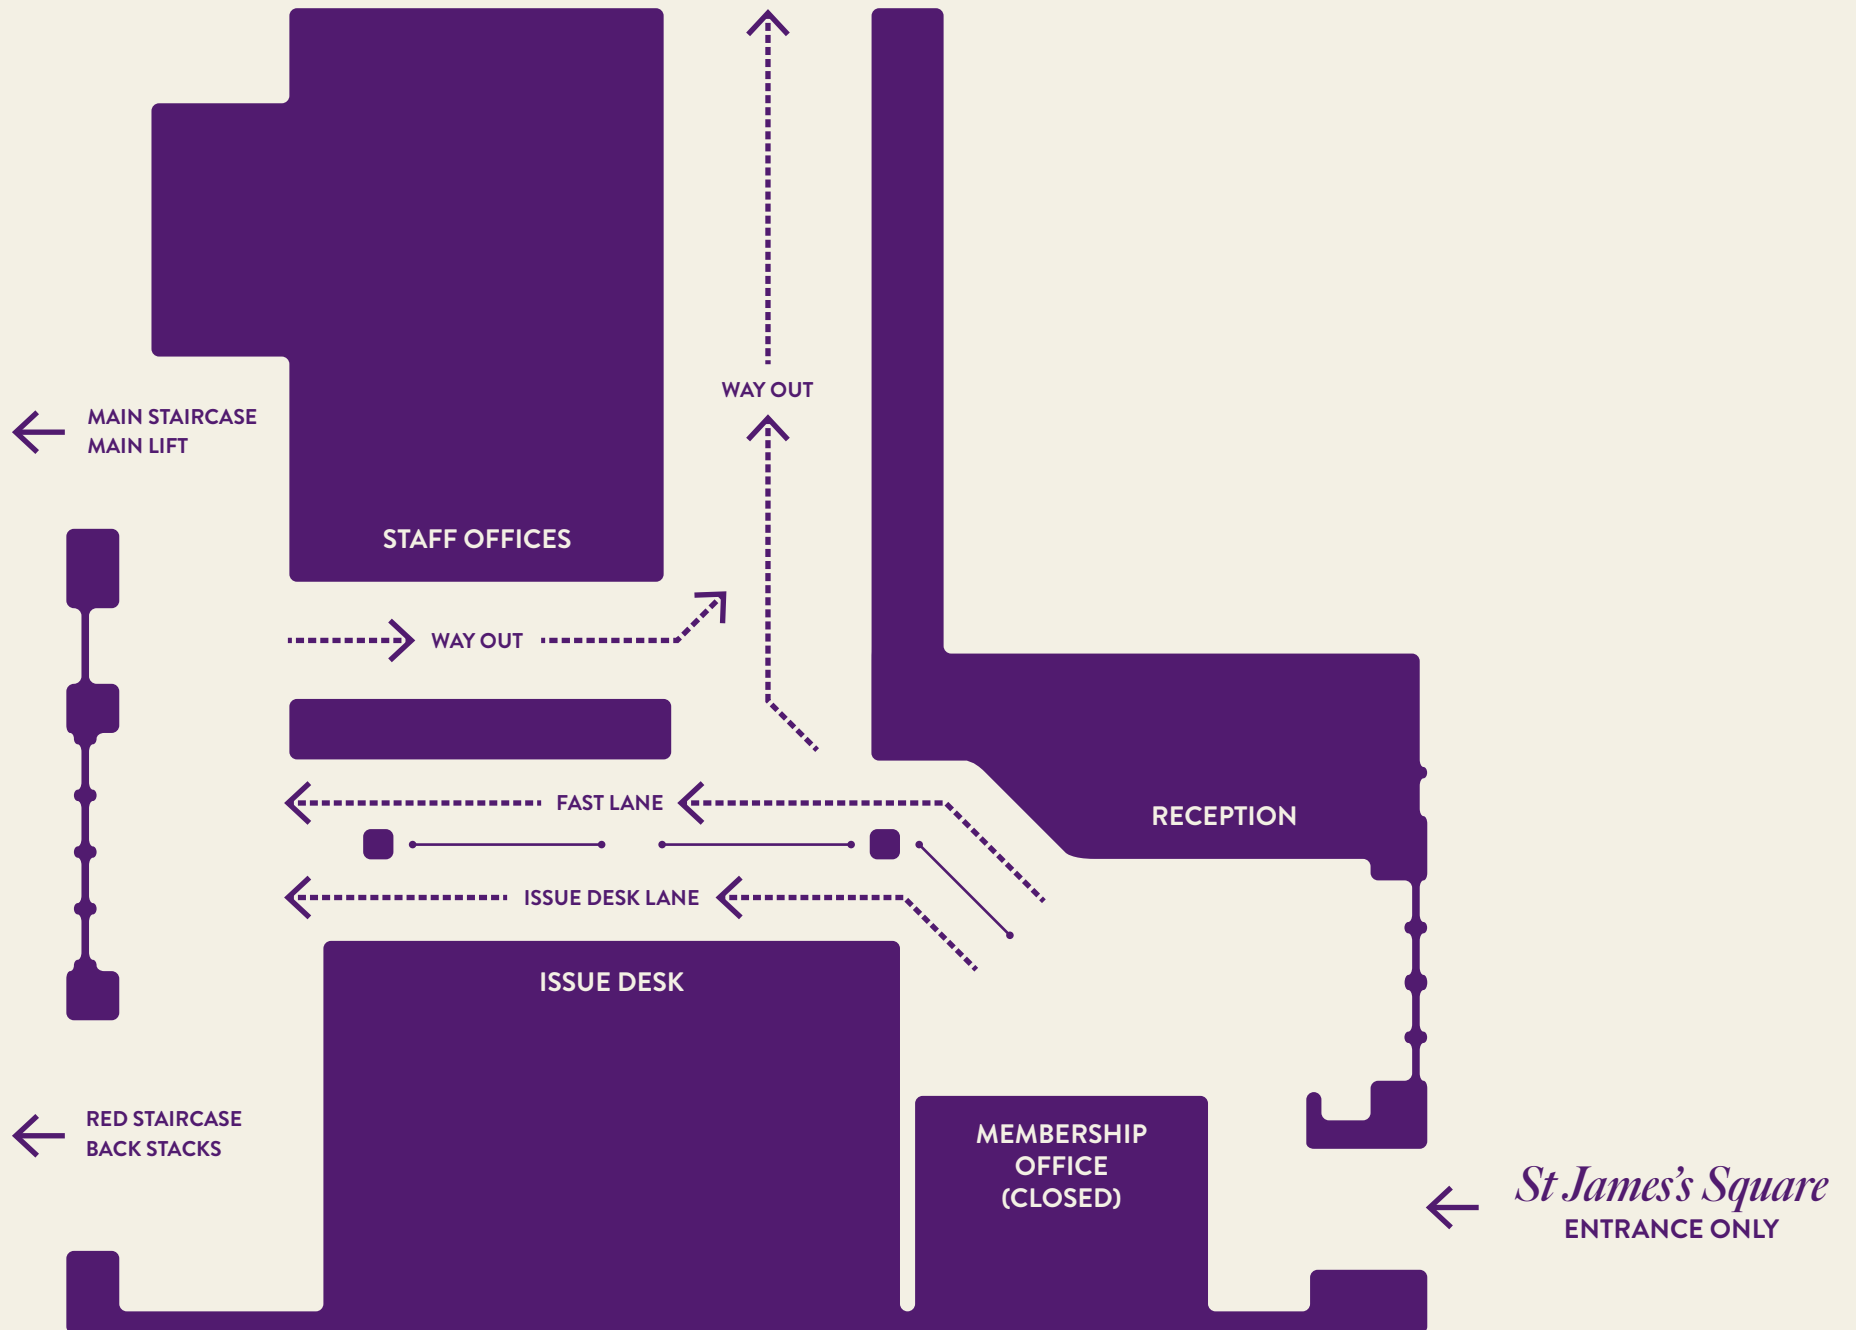 WAY OUT
MAIN STAIRCASE
MAIN LIFT
STAFF OFFICES
WAY OUT
FAST LANE
RECEPTION
ISSUE DESK LANE
ISSUE DESK
RED STAIRCASE
BACK STACKS
MEMBERSHIP
OFFICE
(CLOSED)
St James's Square
ENTRANCE ONLY